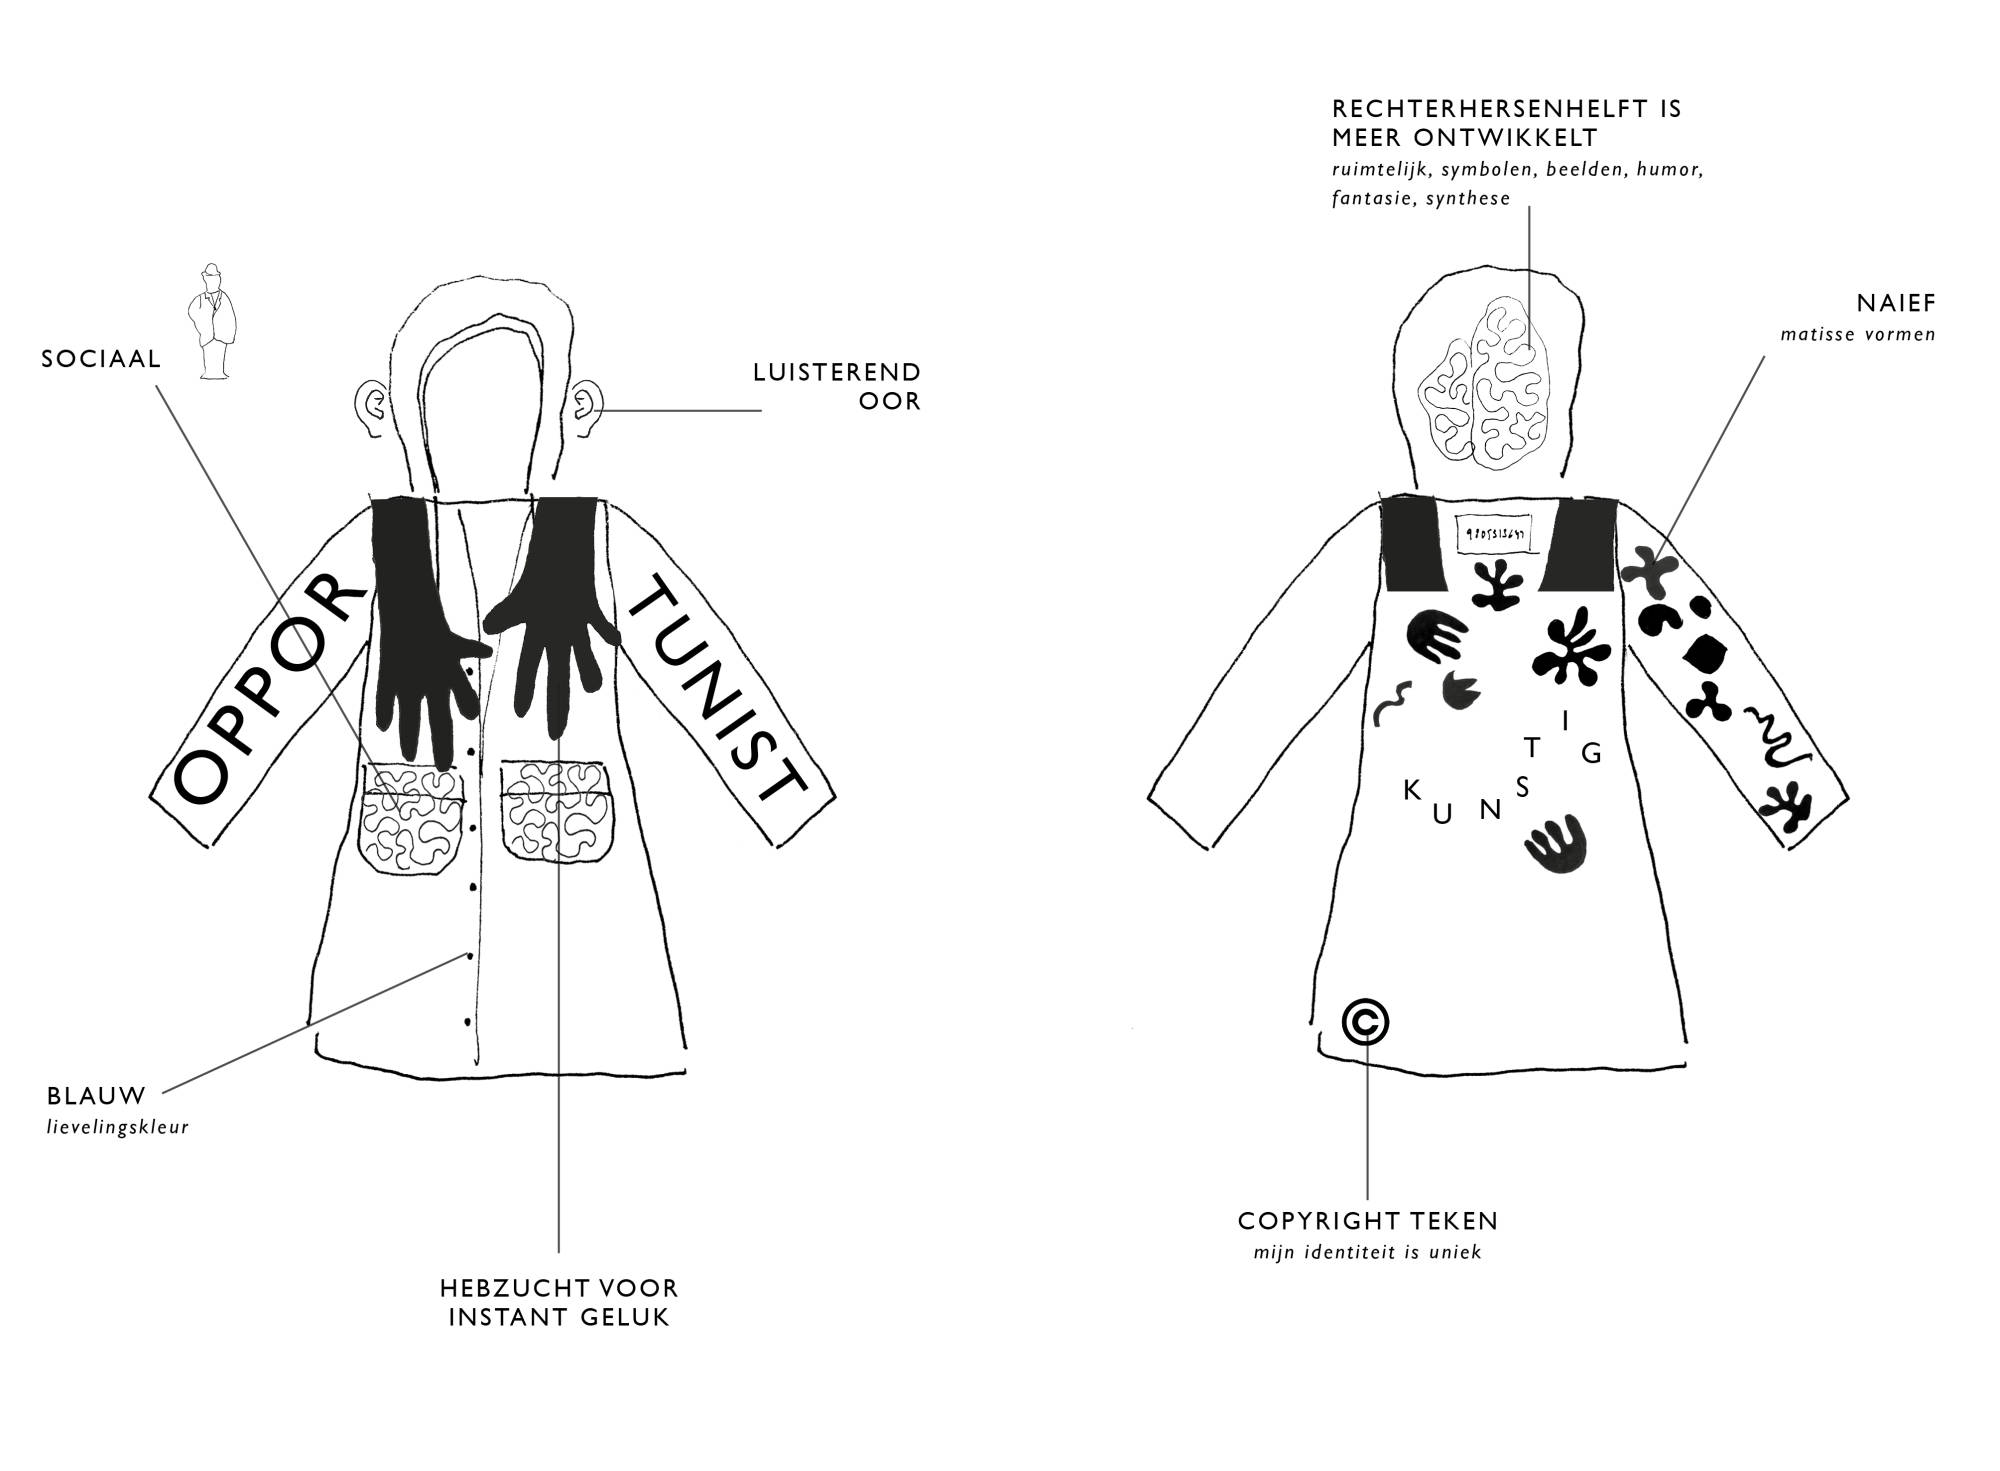 RECHTERHERSENHELFT IS
MEER ONTWIKKELT
ruimtelijk, symbolen, beelden, humor,
fantasie, synthese
NAIEF
matisse vormen
SOCIAAL
LUISTEREND
OOR
OPPOR
TUNIST
KUNSTIG
©
BLAUW
lievelingskleur
COPYRIGHT TEKEN
mijn identiteit is uniek
HEBZUCHT VOOR
INSTANT GELUK